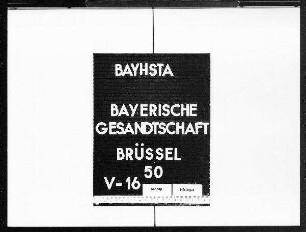 BAYHSTA
BAYERISCHE
GESANDTSCHAFT
BRÜSSEL
50
V-16